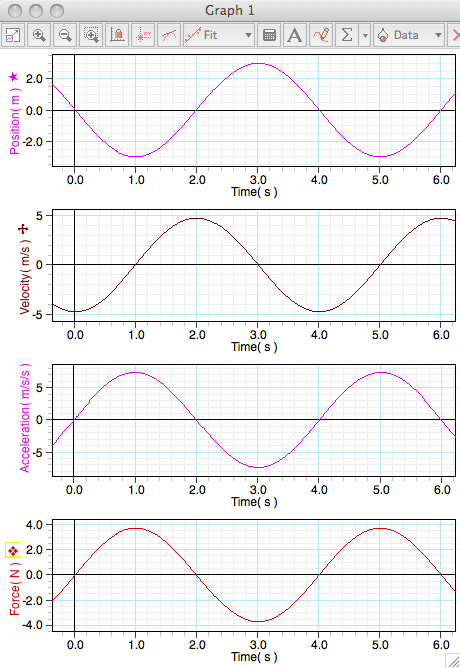 Graph 1
Fit
A
Σ
Data
Position( m )
2.0
0.0
-2.0
0.0 1.0 2.0 3.0 4.0 5.0 6.0
Time( s )
Velocity( m/s )
5
0
-5
0.0 1.0 2.0 3.0 4.0 5.0 6.0
Time( s )
Acceleration( m/s/s )
5
0
-5
0.0 1.0 2.0 3.0 4.0 5.0 6.0
Time( s )
Force( N )
4.0
2.0
0.0
-2.0
-4.0
0.0 1.0 2.0 3.0 4.0 5.0 6.0
Time( s )